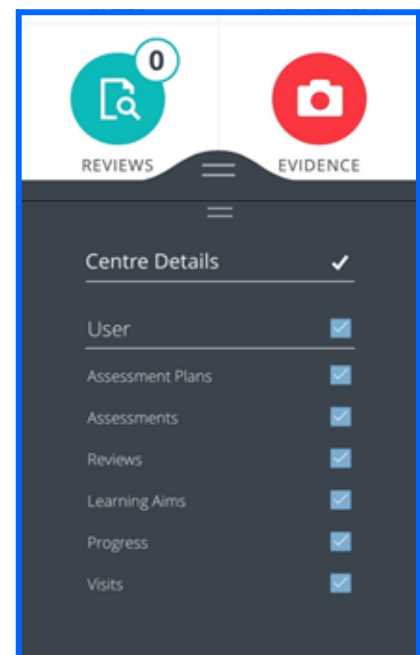 0
REVIEWS EVIDENCE
Centre Details
User
Assessment Plans
Assessments
Reviews
Learning Aims
Progress
Visits